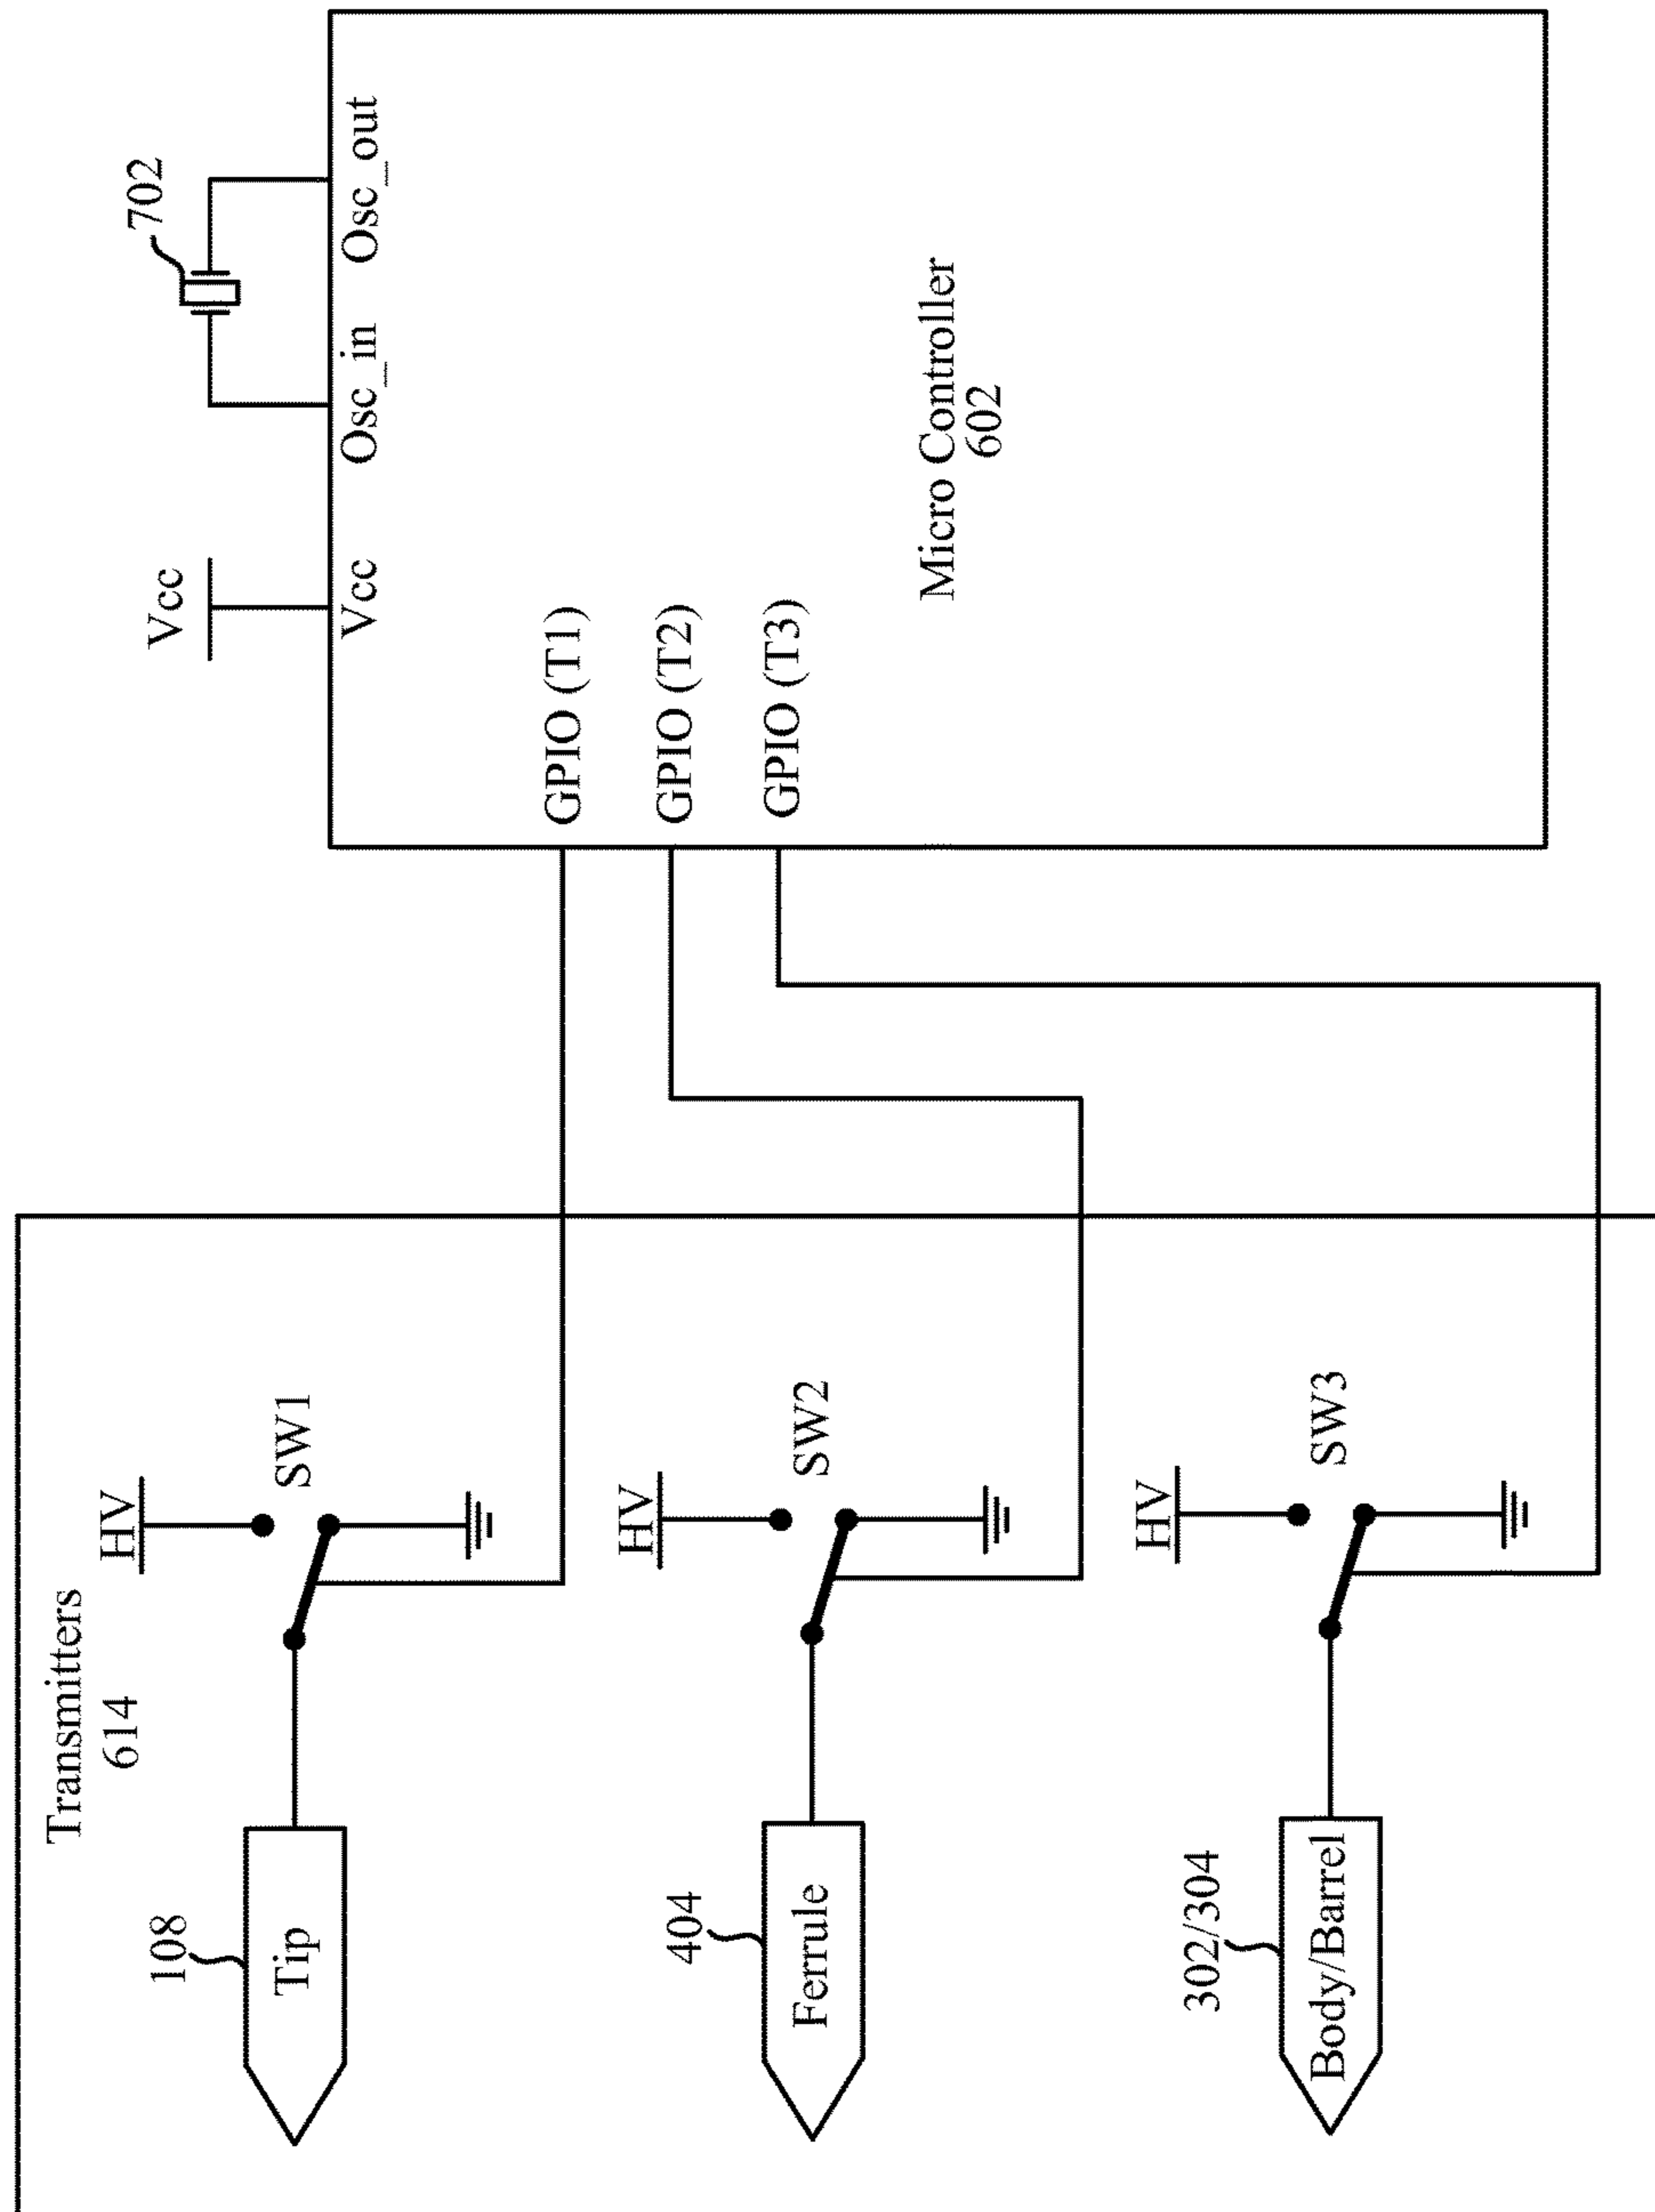 Transmitters
614
108
Tip
HV
SW1
404
Ferrule
HV
SW2
302/304
Body/Barrel
HV
SW3
Vcc
702
Vcc
Osc_in
Osc_out
GPIO (T1)
GPIO (T2)
GPIO (T3)
Micro Controller
602